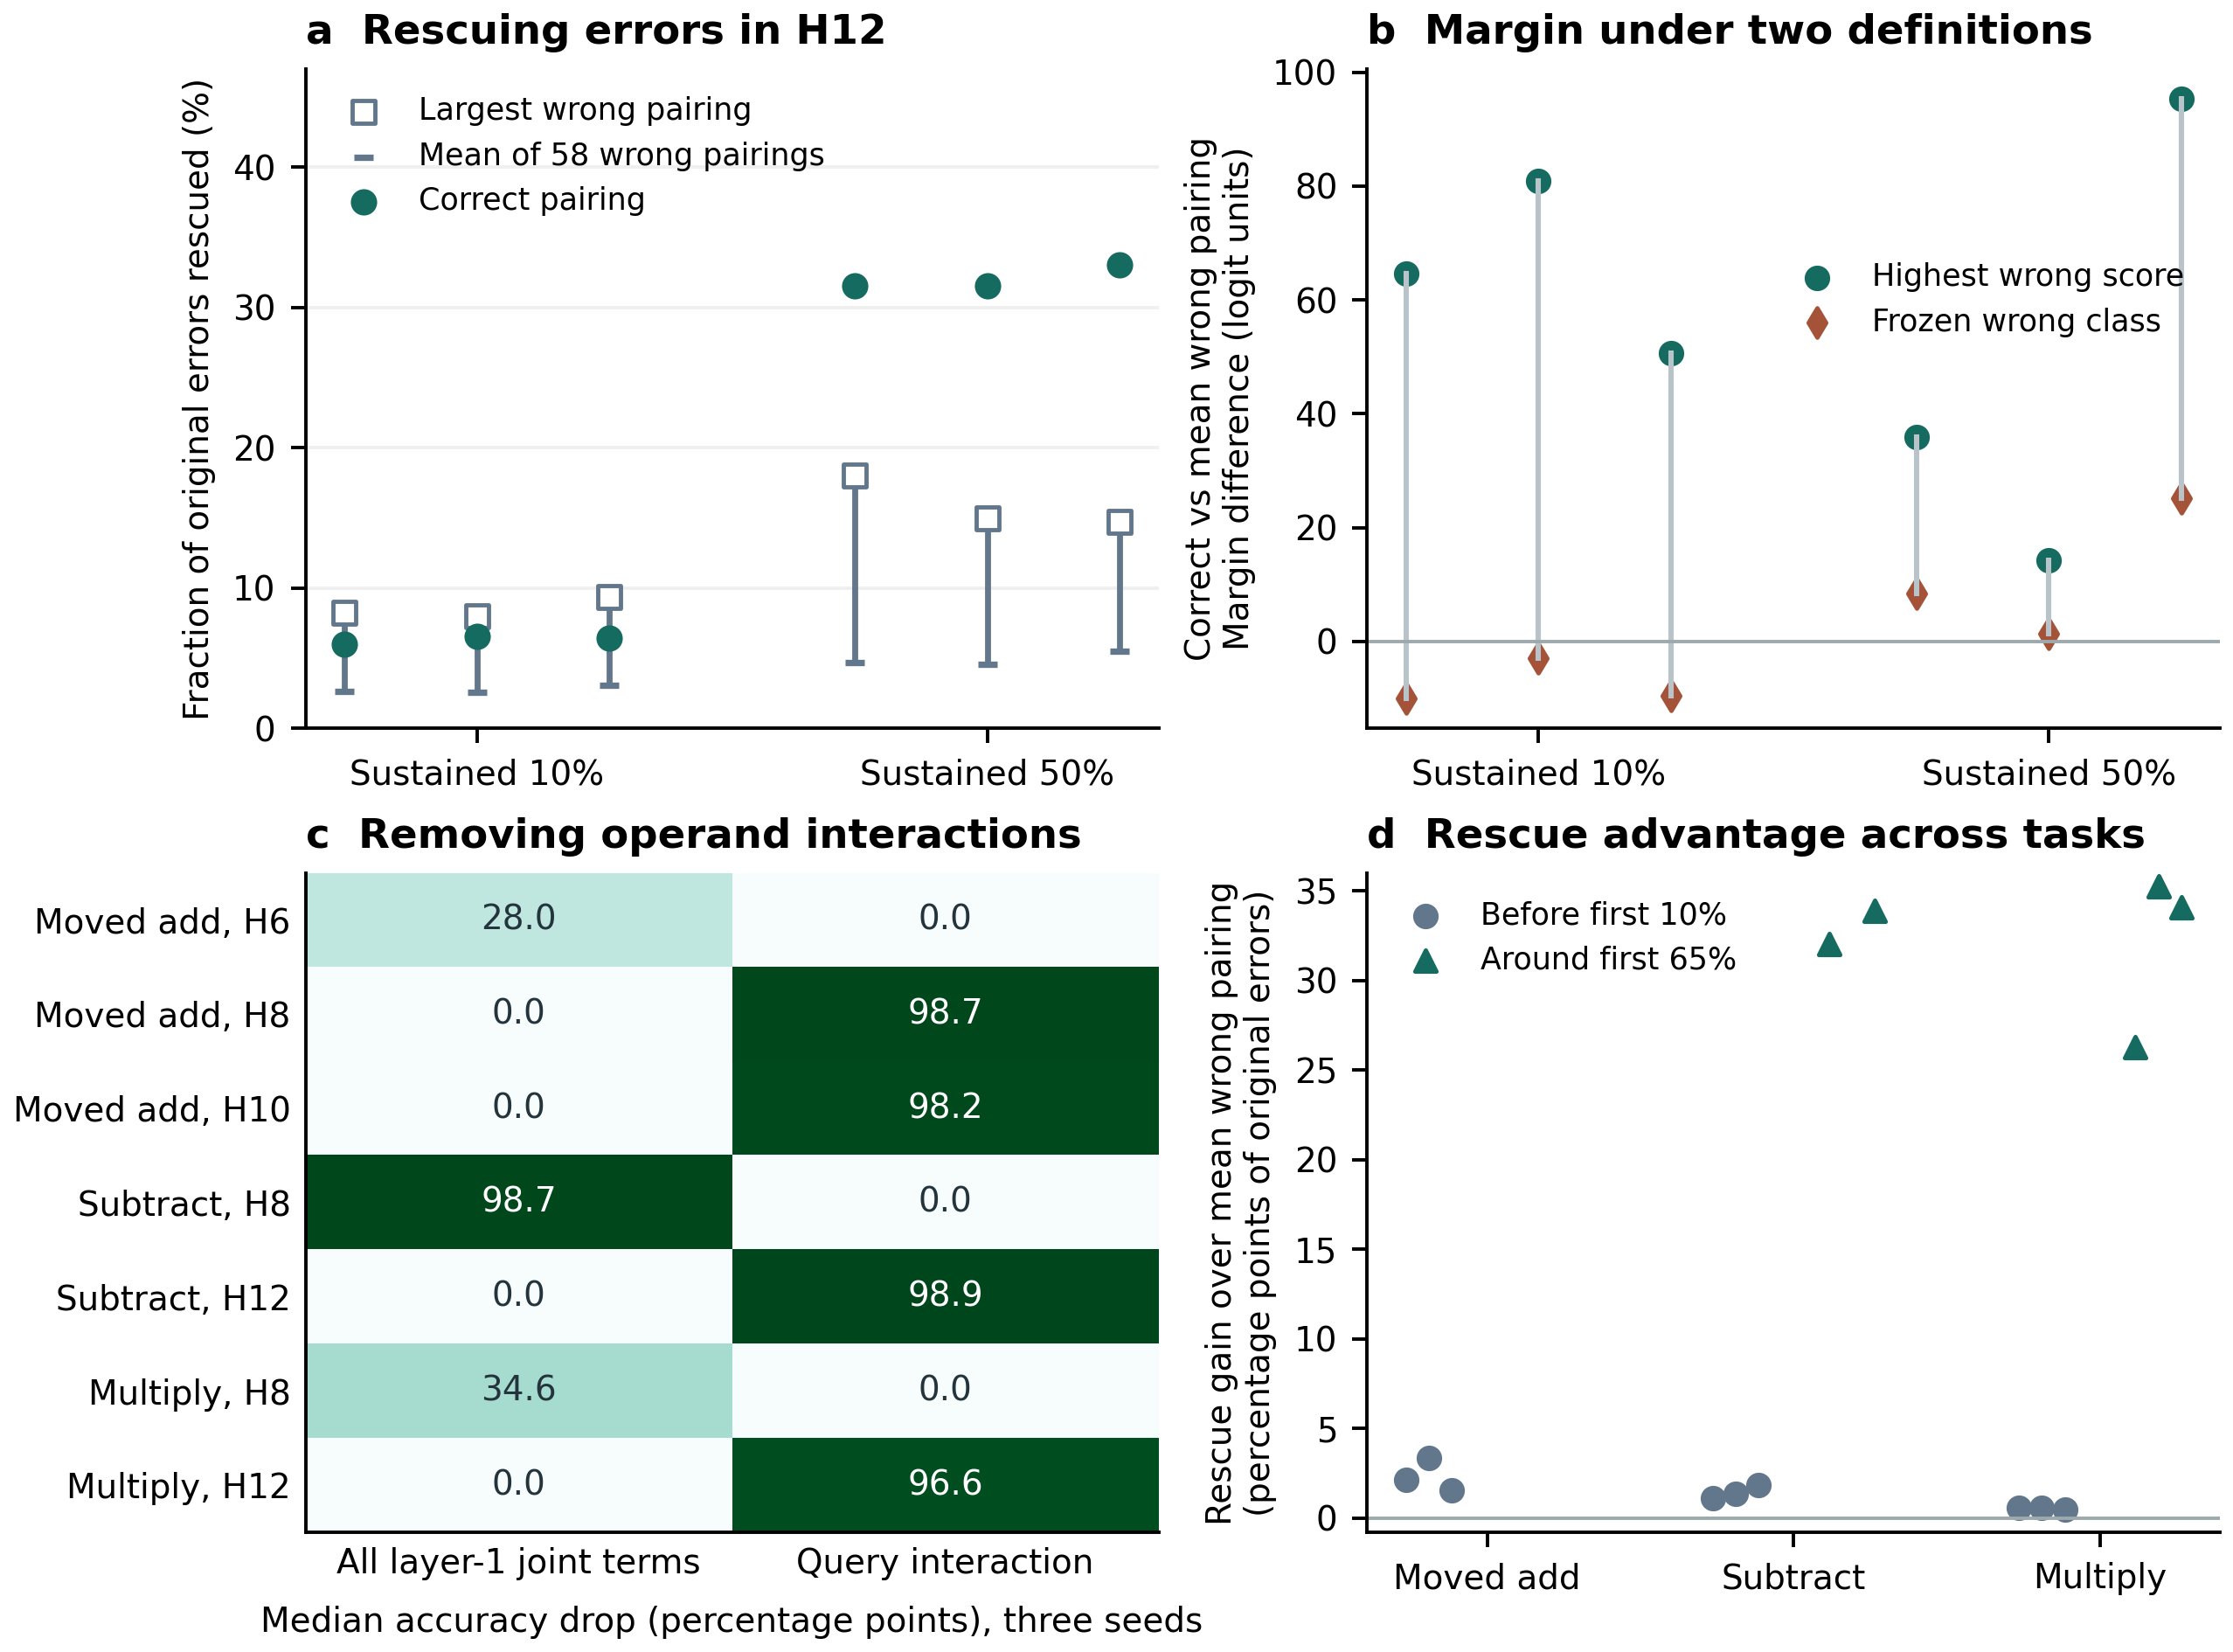 a Rescuing errors in H12
Fraction of original errors rescued (%)
40
30
20
10
0
Largest wrong pairing
Mean of 58 wrong pairings
Correct pairing
Sustained 10%
Sustained 50%
b Margin under two definitions
Correct vs mean wrong pairing
Margin difference (logit units)
100
80
60
40
20
0
Highest wrong score
Frozen wrong class
Sustained 10%
Sustained 50%
c Removing operand interactions
Moved add, H6
28.0
0.0
Moved add, H8
0.0
98.7
Moved add, H10
0.0
98.2
Subtract, H8
98.7
0.0
Subtract, H12
0.0
98.9
Multiply, H8
34.6
0.0
Multiply, H12
0.0
96.6
All layer-1 joint terms
Query interaction
Median accuracy drop (percentage points), three seeds
d Rescue advantage across tasks
Rescue gain over mean wrong pairing
(percentage points of original errors)
35
30
25
20
15
10
5
0
Before first 10%
Around first 65%
Moved add
Subtract
Multiply